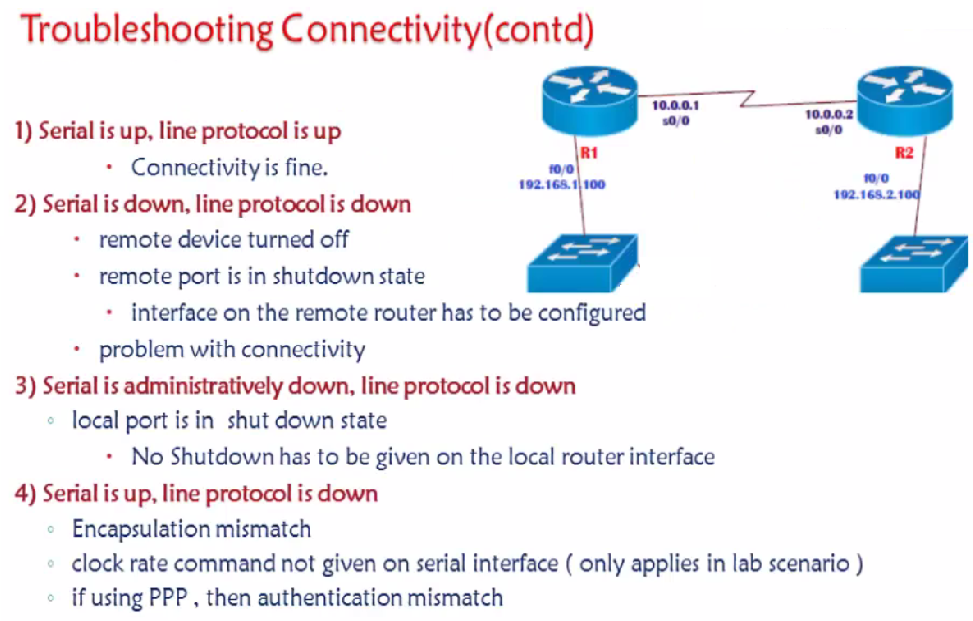 Troubleshooting Connectivity(contd)
1) Serial is up, line protocol is up
• Connectivity is fine.
2) Serial is down, line protocol is down
• remote device turned off
• remote port is in shutdown state
• interface on the remote router has to be configured
• problem with connectivity
3) Serial is administratively down, line protocol is down
◦ local port is in shut down state
• No Shutdown has to be given on the local router interface
4) Serial is up, line protocol is down
◦ Encapsulation mismatch
◦ clock rate command not given on serial interface ( only applies in lab scenario )
◦ if using PPP , then authentication mismatch
10.0.0.1
s0/0
10.0.0.2
s0/0
R1
R2
f0/0
192.168.1.100
f0/0
192.168.2.100